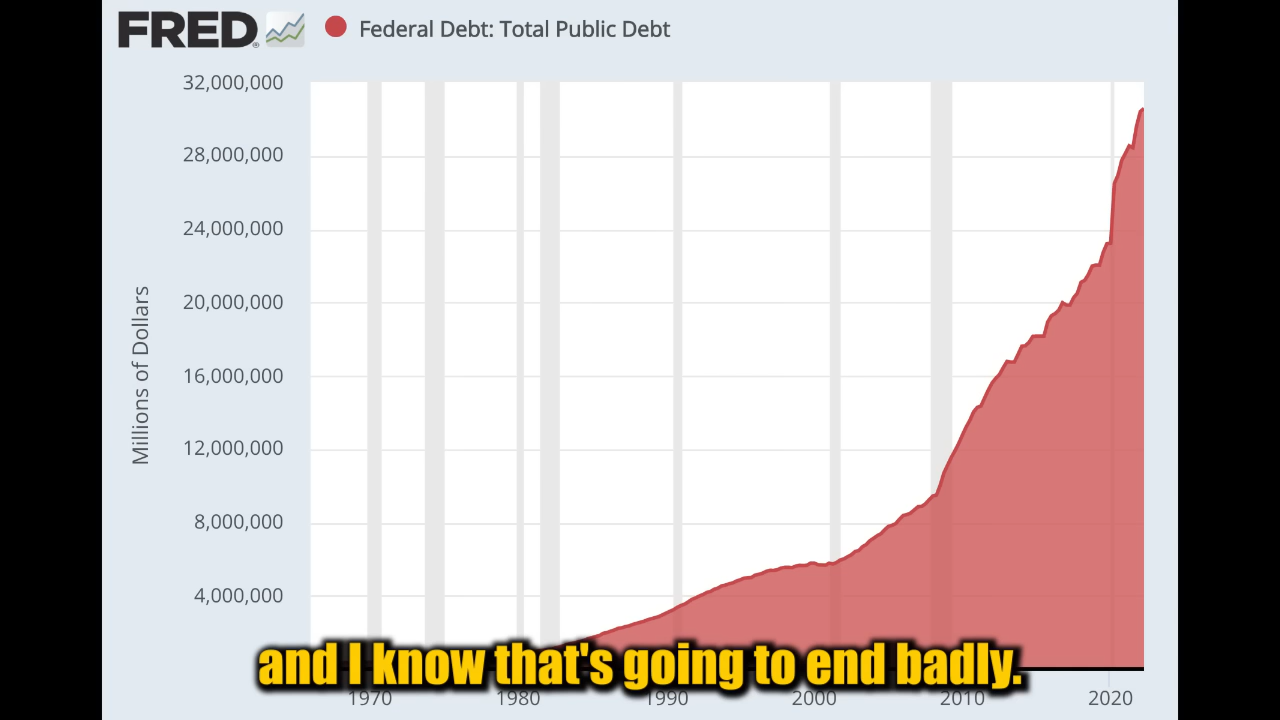 FRED
Federal Debt: Total Public Debt
32,000,000
28,000,000
24,000,000
20,000,000
16,000,000
12,000,000
8,000,000
4,000,000
Millions of Dollars
and I know that's going to end badly.
1970 1980 1990 2000 2010 2020